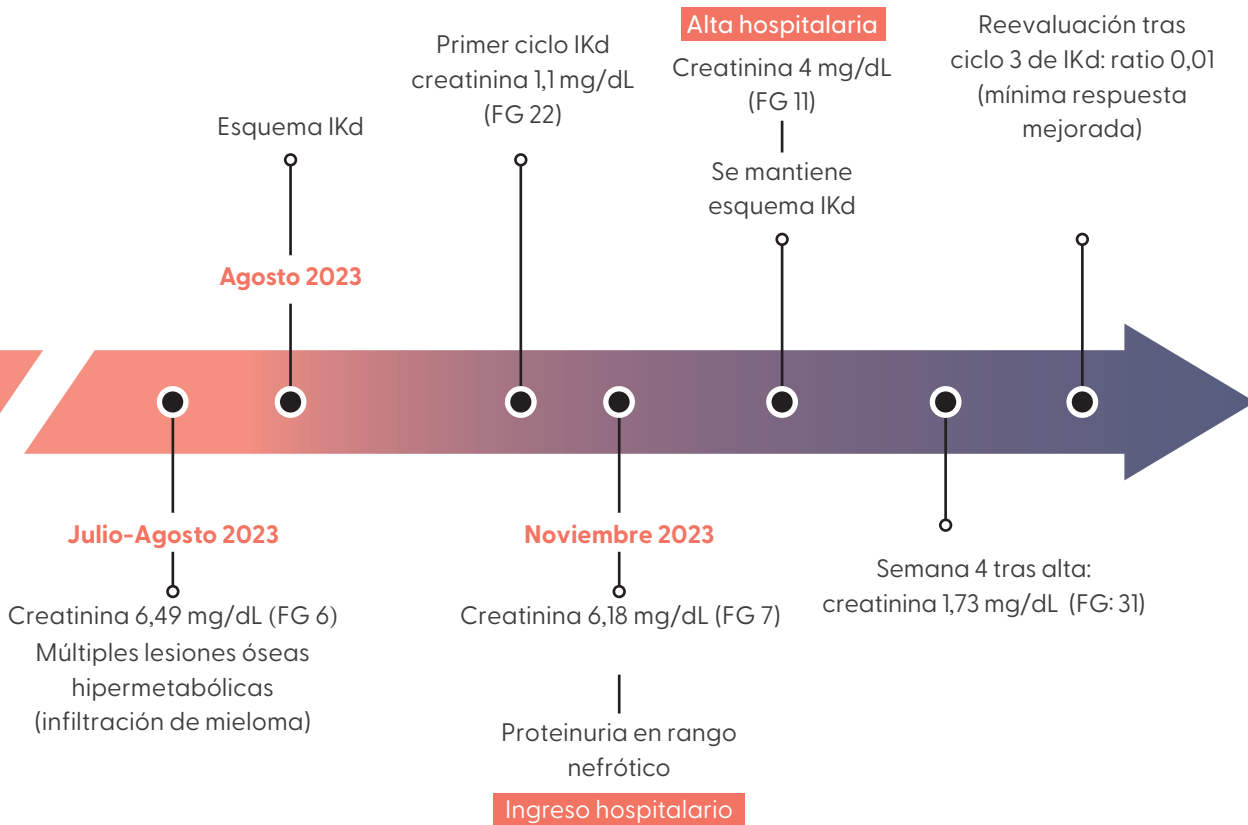 Esquema IKd
Agosto 2023
Primer ciclo IKd
creatinina 1,1 mg/dL
(FG 22)
Alta hospitalaria
Creatinina 4 mg/dL
(FG 11)
Se mantiene
esquema IKd
Reevaluación tras
ciclo 3 de IKd: ratio 0,01
(mínima respuesta
mejorada)
Julio-Agosto 2023
Creatinina 6,49 mg/dL (FG 6)
Múltiples lesiones óseas
hipermetabólicas
(infiltración de mieloma)
Noviembre 2023
Creatinina 6,18 mg/dL (FG 7)
Proteinuria en rango
nefrótico
Ingreso hospitalario
Semana 4 tras alta:
creatinina 1,73 mg/dL (FG: 31)